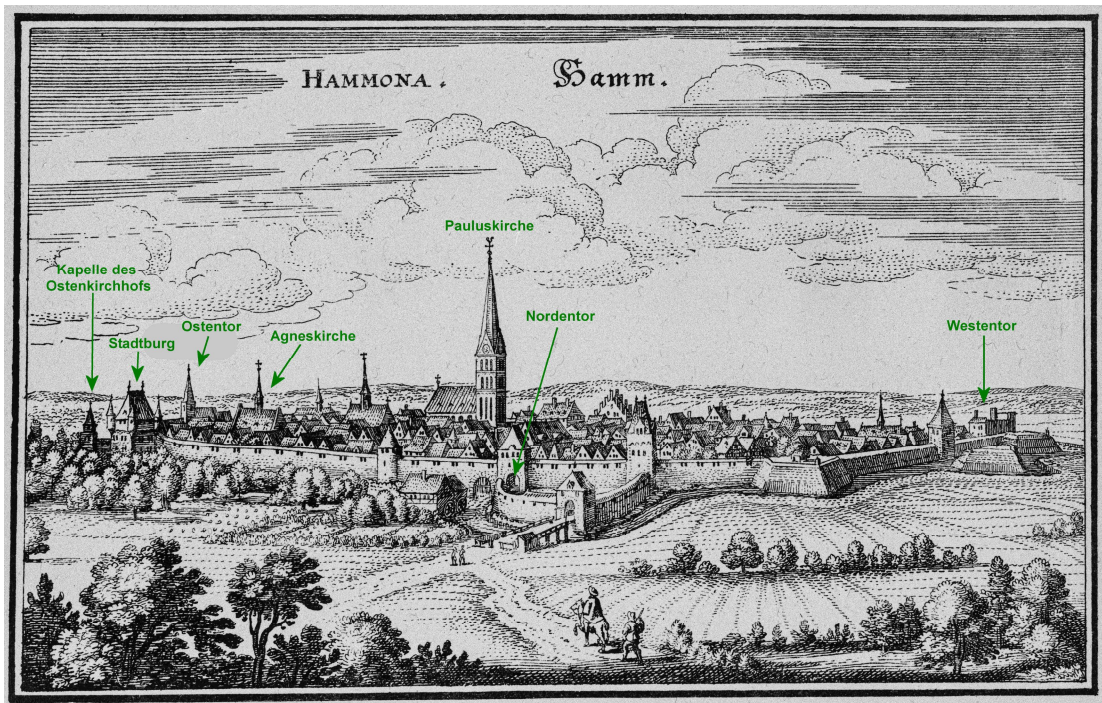 HAMMONA.
Hamm.
Pauluskirche
Kapelle des
Ostenkirchhofs
Nordentor
Ostentor
Westentor
Agneskirche
Stadtburg